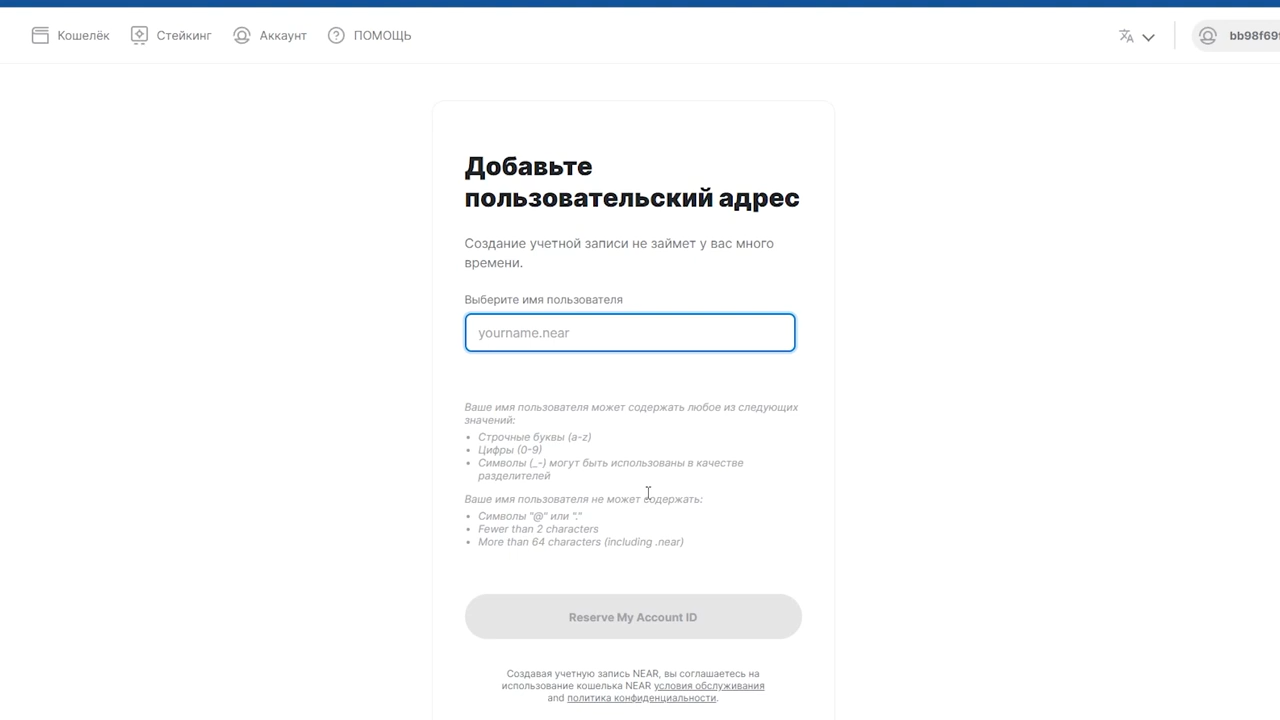 Кошелёк Стейкинг Аккаунт ПОМОЩЬ bb98f69
Добавьте
пользовательский адрес
Создание учетной записи не займет у вас много
времени.
Выберите имя пользователя
yourname.near
Ваше имя пользователя может содержать любое из следующих
значений:
• Строчные буквы (a-z)
• Цифры (0-9)
• Символы (_-) могут быть использованы в качестве
разделителей
Ваше имя пользователя не может содержать:
• Символы "@" или "."
• Fewer than 2 characters
• More than 64 characters (including .near)
Reserve My Account ID
Создавая учетную запись NEAR, вы соглашаетесь на
использование кошелька NEAR условия обслуживания
and политика конфиденциальности.